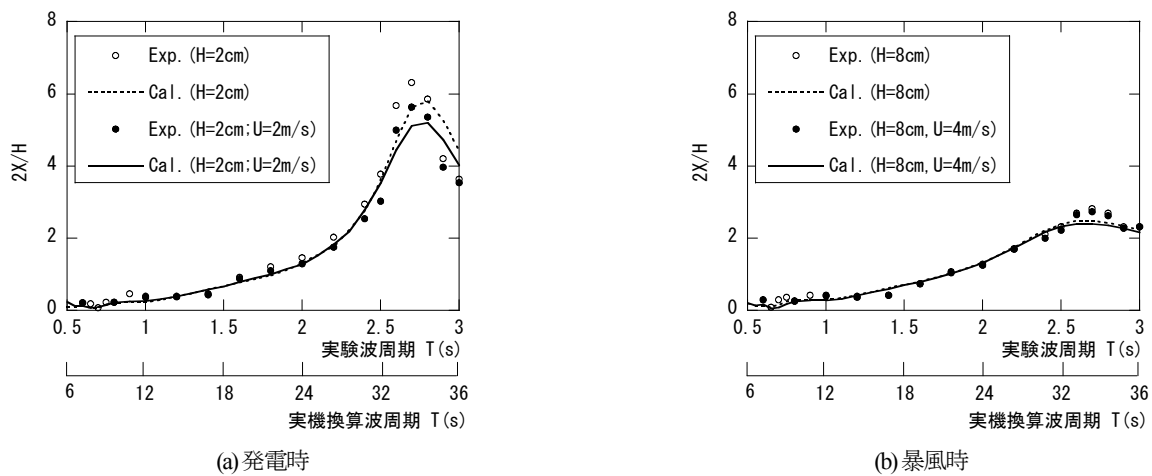 8
6
4
2
0
2X/H
Exp.(H=2cm)
Cal.(H=2cm)
Exp.(H=2cm;U=2m/s)
Cal.(H=2cm;U=2m/s)
0.5 1 1.5 2 2.5 3
実験波周期 T(s)
6 12 18 24 32 36
実機換算波周期 T(s)
(a) 発電時
8
6
4
2
0
2X/H
Exp.(H=8cm)
Cal.(H=8cm)
Exp.(H=8cm,U=4m/s)
Cal.(H=8cm,U=4m/s)
0.5 1 1.5 2 2.5 3
実験波周期 T(s)
6 12 18 24 32 36
実機換算波周期 T(s)
(b) 暴風時